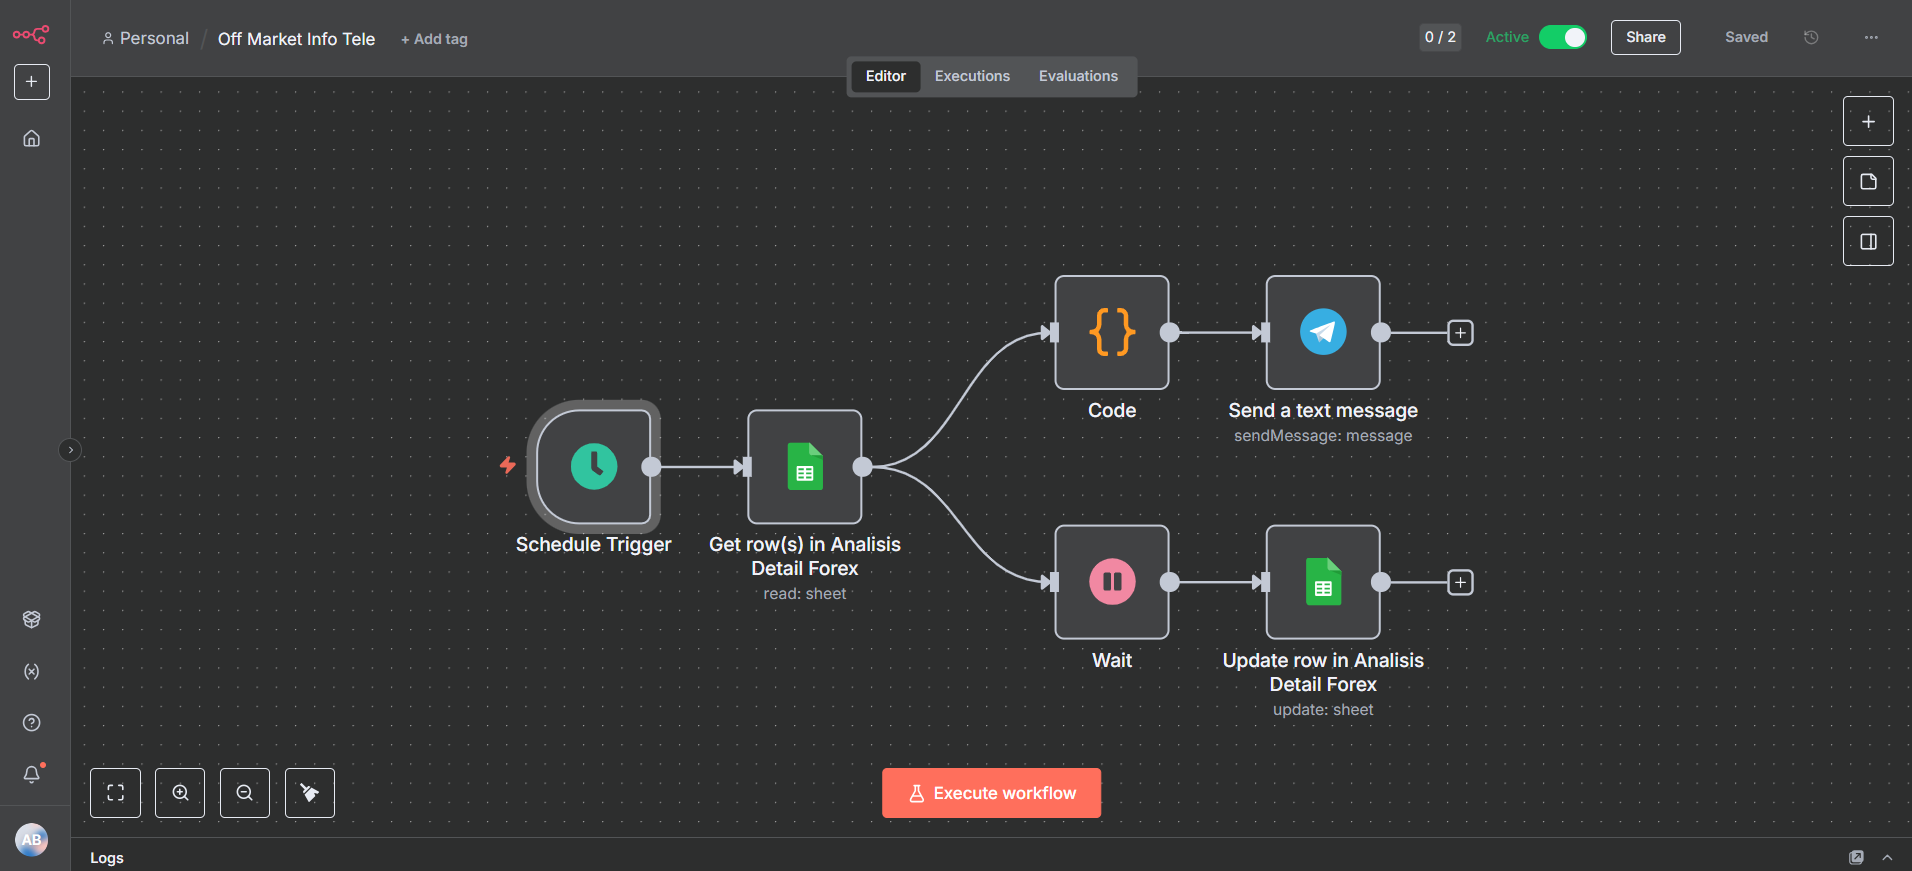 Personal / Off Market Info Tele + Add tag
0 / 2 Active Share Saved
Editor Executions Evaluations
Code
Send a text message
sendMessage: message
Schedule Trigger
Get row(s) in Analisis
Detail Forex
read: sheet
Wait
Update row in Analisis
Detail Forex
update: sheet
Execute workflow
AB
Logs